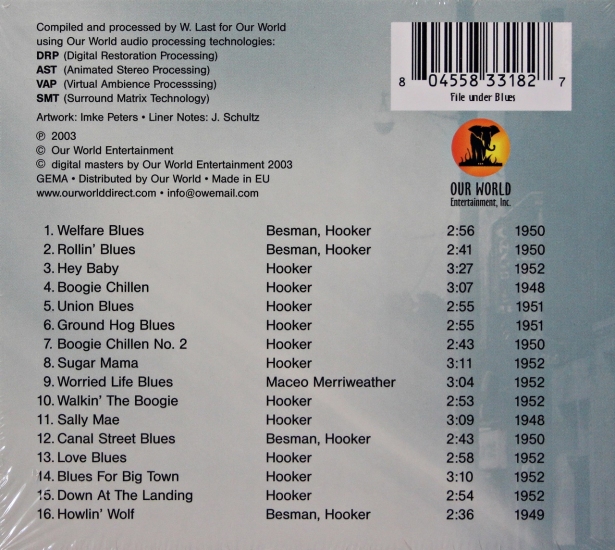 Compiled and processed by W. Last for Our World
using Our World audio processing technologies:
DRP (Digital Restoration Processing)
AST (Animated Stereo Processing)
VAP (Virtual Ambience Processsing)
SMT (Surround Matrix Technology)
Artwork: Imke Peters • Liner Notes: J. Schultz
℗ 2003
© Our World Entertainment
© digital masters by Our World Entertainment 2003
GEMA • Distributed by Our World • Made in EU
www.ourworlddirect.com • info@owemail.com
8 04558 33182 7
File under Blues
OUR WORLD
Entertainment, Inc.
1. Welfare Blues Besman, Hooker 2:56 1950
2. Rollin' Blues Besman, Hooker 2:41 1950
3. Hey Baby Hooker 3:27 1952
4. Boogie Chillen Hooker 3:07 1948
5. Union Blues Hooker 2:55 1951
6. Ground Hog Blues Hooker 2:55 1951
7. Boogie Chillen No. 2 Hooker 2:43 1950
8. Sugar Mama Hooker 3:11 1952
9. Worried Life Blues Maceo Merriweather 3:04 1952
10. Walkin' The Boogie Hooker 2:53 1952
11. Sally Mae Hooker 3:09 1948
12. Canal Street Blues Besman, Hooker 2:43 1950
13. Love Blues Hooker 2:58 1952
14. Blues For Big Town Hooker 3:10 1952
15. Down At The Landing Hooker 2:54 1952
16. Howlin' Wolf Besman, Hooker 2:36 1949